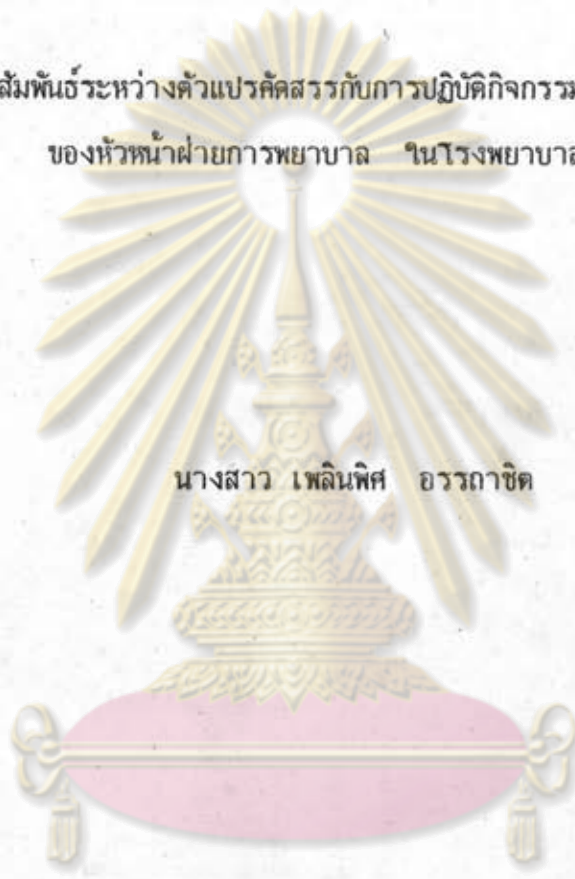 สัมพันธ์ระหว่างตัวแปรคัดสรรกับการปฏิบัติกิจกรรม
ของหัวหน้าฝ่ายการพยาบาล ในโรงพยาบาล
นางสาว เพลินพิศ อรรถาชิต